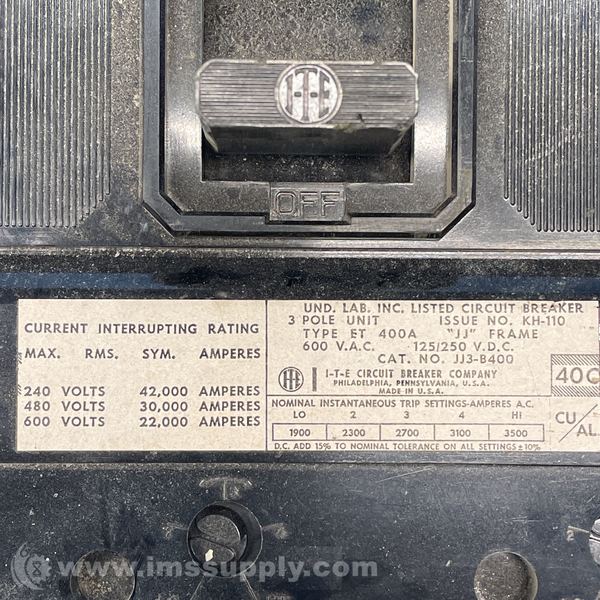 I-T-E
OFF
CURRENT INTERRUPTING RATING
MAX. RMS. SYM. AMPERES
240 VOLTS 42,000 AMPERES
480 VOLTS 30,000 AMPERES
600 VOLTS 22,000 AMPERES
UND. LAB. INC. LISTED CIRCUIT BREAKER
3 POLE UNIT ISSUE NO. KH-110
TYPE ET 400A "JJ" FRAME
600 V.A.C. 125/250 V.D.C.
CAT. NO. JJ3-B400
I-T-E
I-T-E CIRCUIT BREAKER COMPANY
PHILADELPHIA, PENNSYLVANIA, U.S.A.
MADE IN U.S.A.
400
NOMINAL INSTANTANEOUS TRIP SETTINGS-AMPERES A.C.
LO 2 3 4 HI
1900 2300 2700 3100 3500
D.C. ADD 15% TO NOMINAL TOLERANCE ON ALL SETTINGS ±10%
CU/
AL
3
2
www.imssupply.com